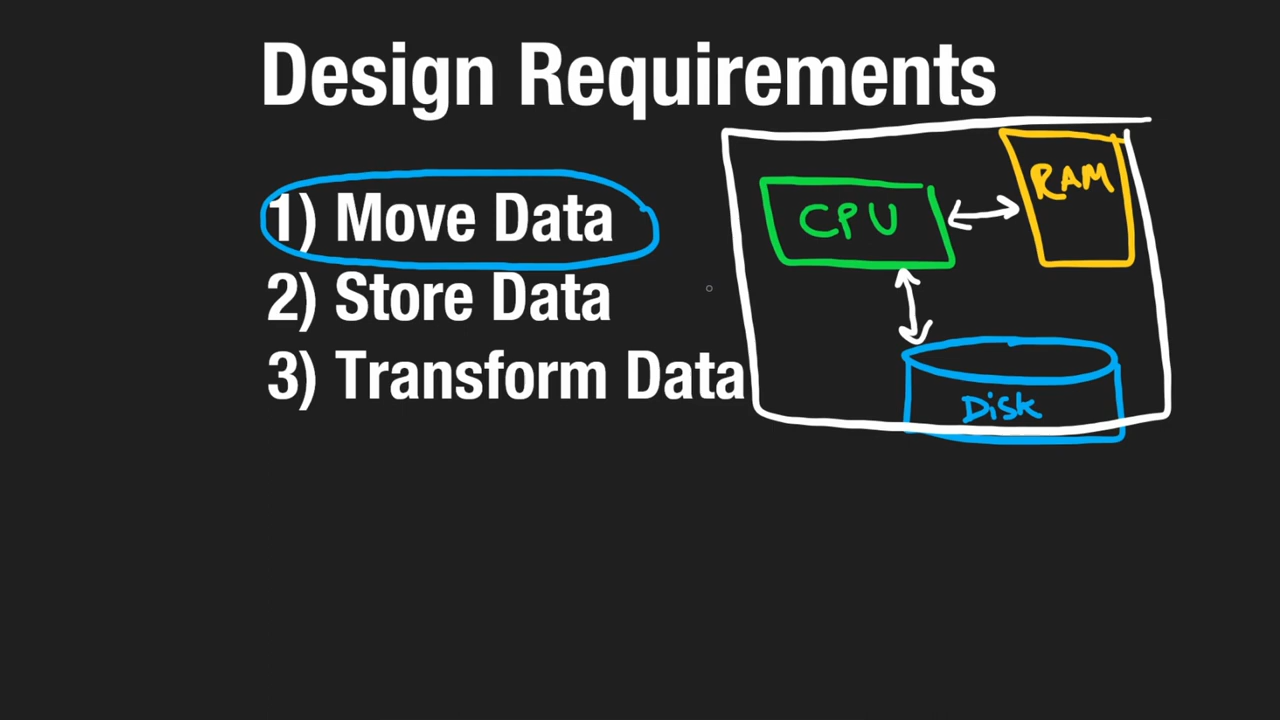 Design Requirements
1) Move Data
2) Store Data
3) Transform Data
CPU
RAM
Disk